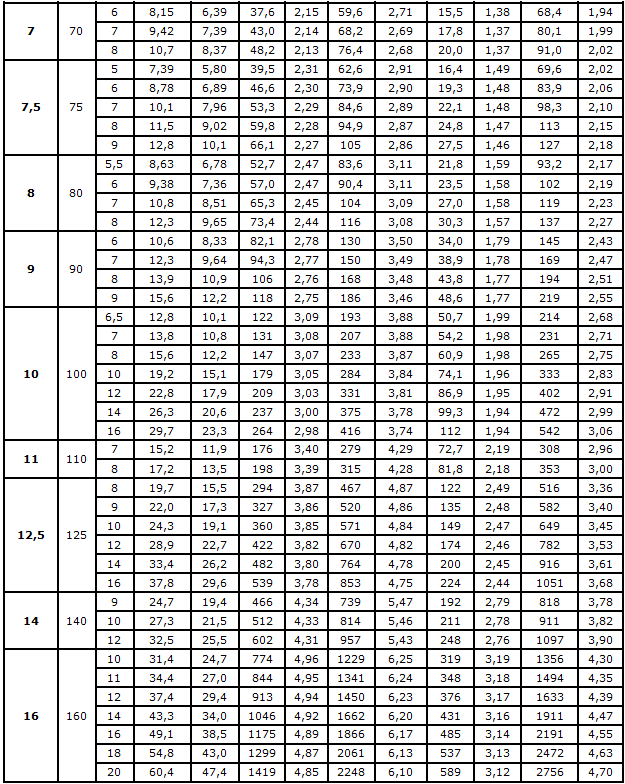 7 70 6 8,15 6,39 37,6 2,15 59,6 2,71 15,5 1,38 68,4 1,94
7 9,42 7,39 43,0 2,14 68,2 2,69 17,8 1,37 80,1 1,99
8 10,7 8,37 48,2 2,13 76,4 2,68 20,0 1,37 91,0 2,02
7,5 75 5 7,39 5,80 39,5 2,31 62,6 2,91 16,4 1,49 69,6 2,02
6 8,78 6,89 46,6 2,30 73,9 2,90 19,3 1,48 83,9 2,06
7 10,1 7,96 53,3 2,29 84,6 2,89 22,1 1,48 98,3 2,10
8 11,5 9,02 59,8 2,28 94,9 2,87 24,8 1,47 113 2,15
9 12,8 10,1 66,1 2,27 105 2,86 27,5 1,46 127 2,18
8 80 5,5 8,63 6,78 52,7 2,47 83,6 3,11 21,8 1,59 93,2 2,17
6 9,38 7,36 57,0 2,47 90,4 3,11 23,5 1,58 102 2,19
7 10,8 8,51 65,3 2,45 104 3,09 27,0 1,58 119 2,23
8 12,3 9,65 73,4 2,44 116 3,08 30,3 1,57 137 2,27
9 90 6 10,6 8,33 82,1 2,78 130 3,50 34,0 1,79 145 2,43
7 12,3 9,64 94,3 2,77 150 3,49 38,9 1,78 169 2,47
8 13,9 10,9 106 2,76 168 3,48 43,8 1,77 194 2,51
9 15,6 12,2 118 2,75 186 3,46 48,6 1,77 219 2,55
10 100 6,5 12,8 10,1 122 3,09 193 3,88 50,7 1,99 214 2,68
7 13,8 10,8 131 3,08 207 3,88 54,2 1,98 231 2,71
8 15,6 12,2 147 3,07 233 3,87 60,9 1,98 265 2,75
10 19,2 15,1 179 3,05 284 3,84 74,1 1,96 333 2,83
12 22,8 17,9 209 3,03 331 3,81 86,9 1,95 402 2,91
14 26,3 20,6 237 3,00 375 3,78 99,3 1,94 472 2,99
16 29,7 23,3 264 2,98 416 3,74 112 1,94 542 3,06
11 110 7 15,2 11,9 176 3,40 279 4,29 72,7 2,19 308 2,96
8 17,2 13,5 198 3,39 315 4,28 81,8 2,18 353 3,00
12,5 125 8 19,7 15,5 294 3,87 467 4,87 122 2,49 516 3,36
9 22,0 17,3 327 3,86 520 4,86 135 2,48 582 3,40
10 24,3 19,1 360 3,85 571 4,84 149 2,47 649 3,45
12 28,9 22,7 422 3,82 670 4,82 174 2,46 782 3,53
14 33,4 26,2 482 3,80 764 4,78 200 2,45 916 3,61
16 37,8 29,6 539 3,78 853 4,75 224 2,44 1051 3,68
14 140 9 24,7 19,4 466 4,34 739 5,47 192 2,79 818 3,78
10 27,3 21,5 512 4,33 814 5,46 211 2,78 911 3,82
12 32,5 25,5 602 4,31 957 5,43 248 2,76 1097 3,90
16 160 10 31,4 24,7 774 4,96 1229 6,25 319 3,19 1356 4,30
11 34,4 27,0 844 4,95 1341 6,24 348 3,18 1494 4,35
12 37,4 29,4 913 4,94 1450 6,23 376 3,17 1633 4,39
14 43,3 34,0 1046 4,92 1662 6,20 431 3,16 1911 4,47
16 49,1 38,5 1175 4,89 1866 6,17 485 3,14 2191 4,55
18 54,8 43,0 1299 4,87 2061 6,13 537 3,13 2472 4,63
20 60,4 47,4 1419 4,85 2248 6,10 589 3,12 2756 4,70